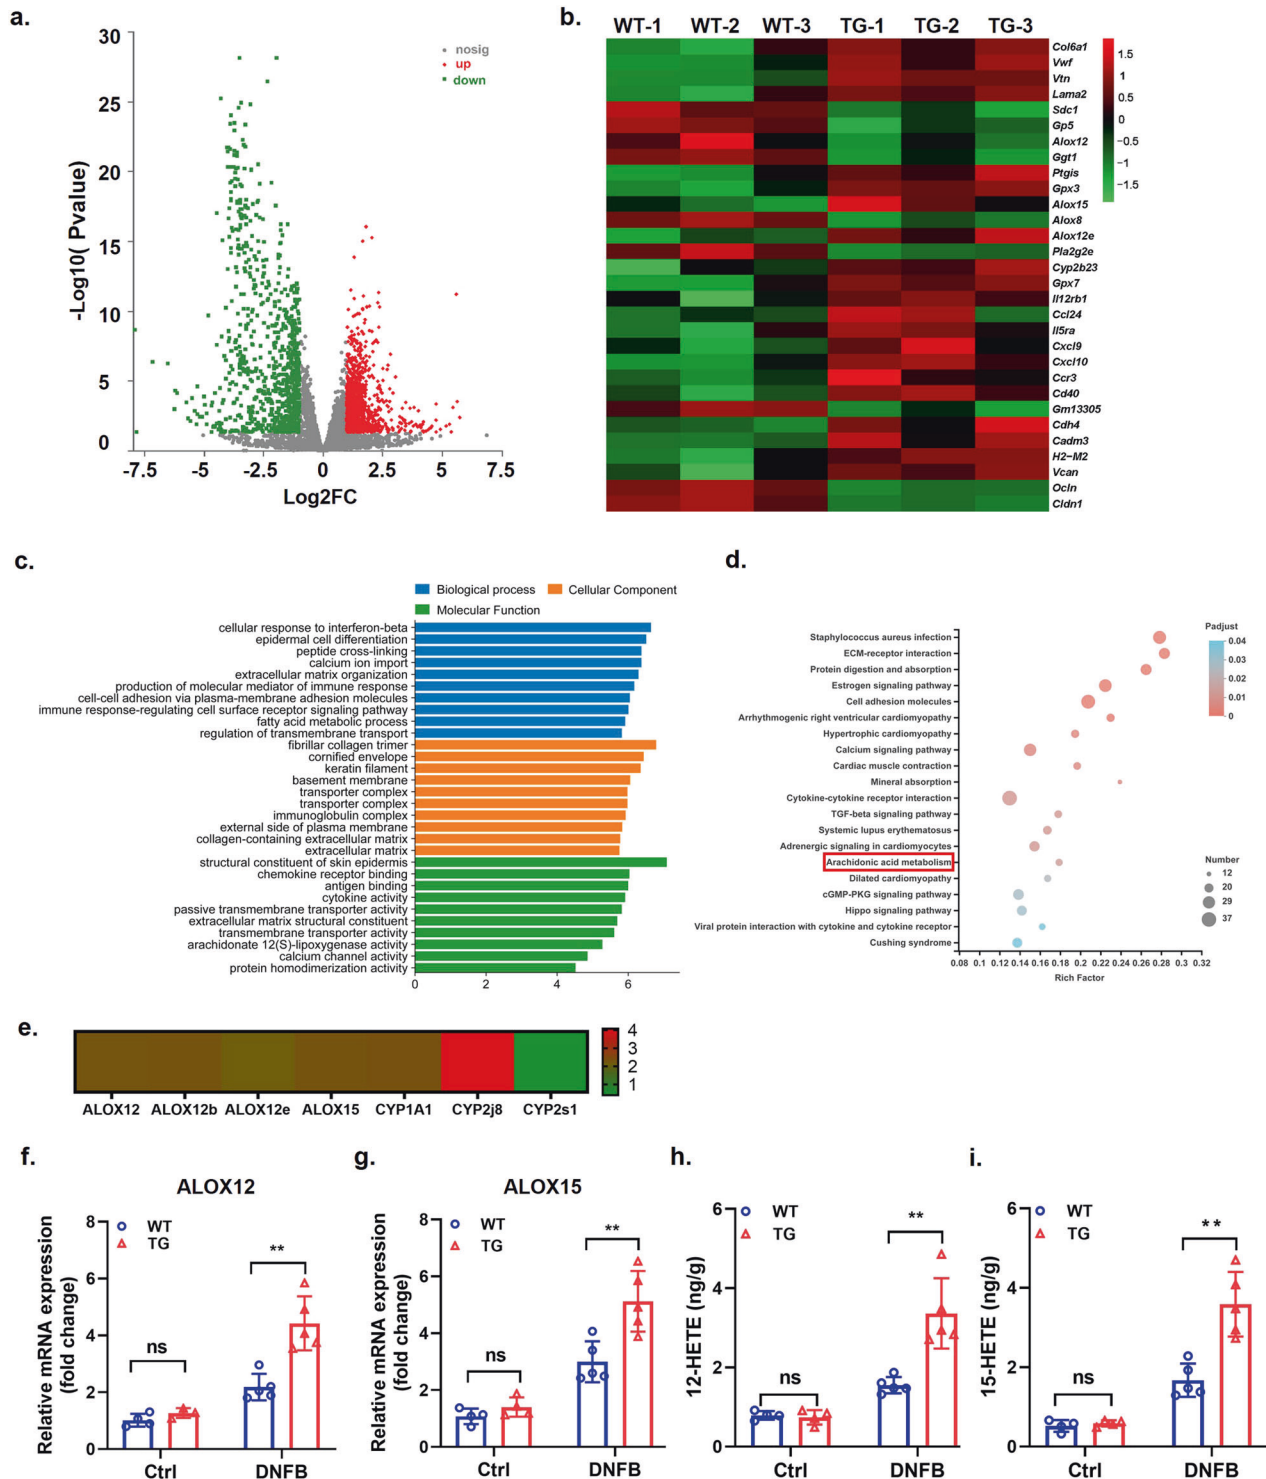 a.
30
25
20
15
10
5
0
-Log10( Pvalue)
-7.5 -5 -2.5 0 2.5 5 7.5
Log2FC
nosig
up
down
b.
WT-1 WT-2 WT-3 TG-1 TG-2 TG-3
Col6a1
Vwf
Vtn
Lama2
Sdc1
Gp5
Alox12
Ggt1
Ptgis
Gpx3
Alox15
Alox8
Alox12e
Pla2g2e
Cyp2b23
Gpx7
Il12rb1
Ccl24
Il5ra
Cxcl9
Cxcl10
Ccr3
Cd40
Gm13305
Cdh4
Cadm3
H2-M2
Vcan
Ocln
Cldn1
1.5
1
0.5
0
-0.5
-1
-1.5
c.
Biological process Cellular Component
Molecular Function
cellular response to interferon-beta
epidermal cell differentiation
peptide cross-linking
calcium ion import
extracellular matrix organization
production of molecular mediator of immune response
cell-cell adhesion via plasma-membrane adhesion molecules
immune response-regulating cell surface receptor signaling pathway
fatty acid metabolic process
regulation of transmembrane transport
fibrillar collagen trimer
cornified envelope
keratin filament
basement membrane
transporter complex
transporter complex
immunoglobulin complex
external side of plasma membrane
collagen-containing extracellular matrix
extracellular matrix
structural constituent of skin epidermis
chemokine receptor binding
antigen binding
cytokine activity
passive transmembrane transporter activity
extracellular matrix structural constituent
transmembrane transporter activity
arachidonate 12(S)-lipoxygenase activity
calcium channel activity
protein homodimerization activity
0 2 4 6
d.
Staphylococcus aureus infection
ECM-receptor interaction
Protein digestion and absorption
Estrogen signaling pathway
Cell adhesion molecules
Arrhythmogenic right ventricular cardiomyopathy
Hypertrophic cardiomyopathy
Calcium signaling pathway
Cardiac muscle contraction
Mineral absorption
Cytokine-cytokine receptor interaction
TGF-beta signaling pathway
Systemic lupus erythematosus
Adrenergic signaling in cardiomyocytes
Arachidonic acid metabolism
Dilated cardiomyopathy
cGMP-PKG signaling pathway
Hippo signaling pathway
Viral protein interaction with cytokine and cytokine receptor
Cushing syndrome
0.08 0.1 0.12 0.14 0.16 0.18 0.2 0.22 0.24 0.26 0.28 0.3 0.32
Rich Factor
Padjust
0.04
0.03
0.02
0.01
0
Number
12
20
29
37
e.
4
3
2
1
ALOX12 ALOX12b ALOX12e ALOX15 CYP1A1 CYP2j8 CYP2s1
f.
ALOX12
Relative mRNA expression
(fold change)
8
6
4
2
0
WT
TG
ns
**
Ctrl DNFB
g.
ALOX15
Relative mRNA expression
(fold change)
8
6
4
2
0
WT
TG
ns
**
Ctrl DNFB
h.
12-HETE (ng/g)
6
4
2
0
WT
TG
ns
**
Ctrl DNFB
i.
15-HETE (ng/g)
6
4
2
0
WT
TG
ns
**
Ctrl DNFB